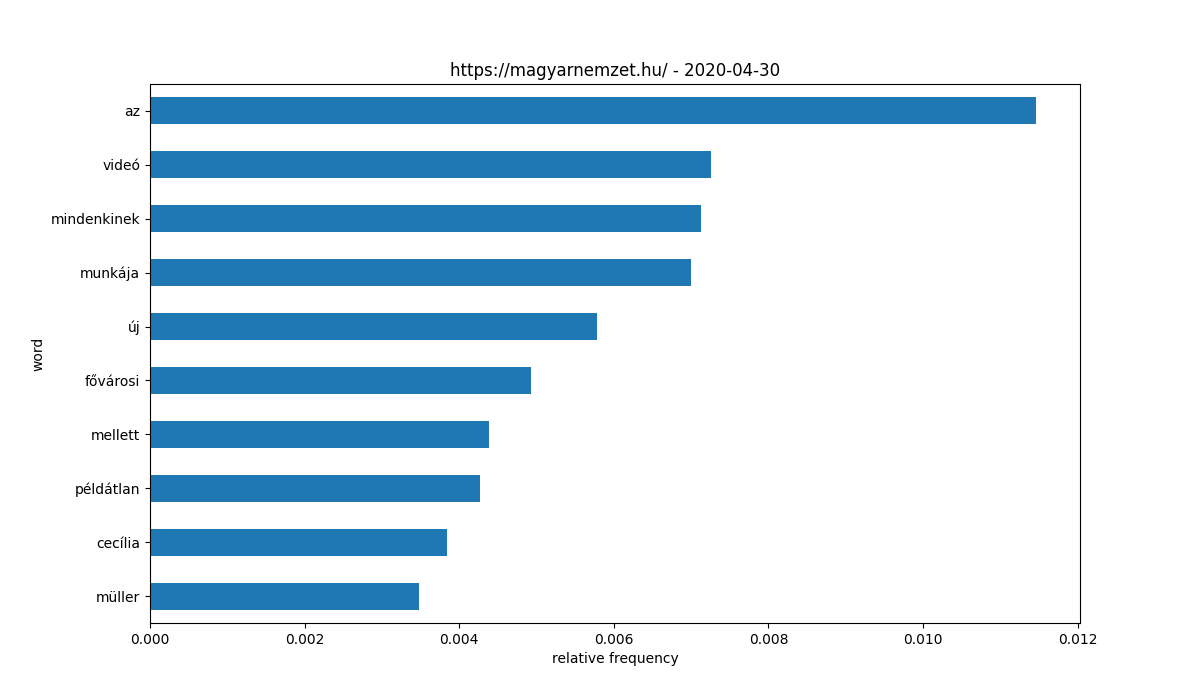 https://magyarnemzet.hu/ - 2020-04-30
az
videó
mindenkinek
munkája
új
fővárosi
mellett
példátlan
cecília
müller
word
0.000 0.002 0.004 0.006 0.008 0.010 0.012
relative frequency